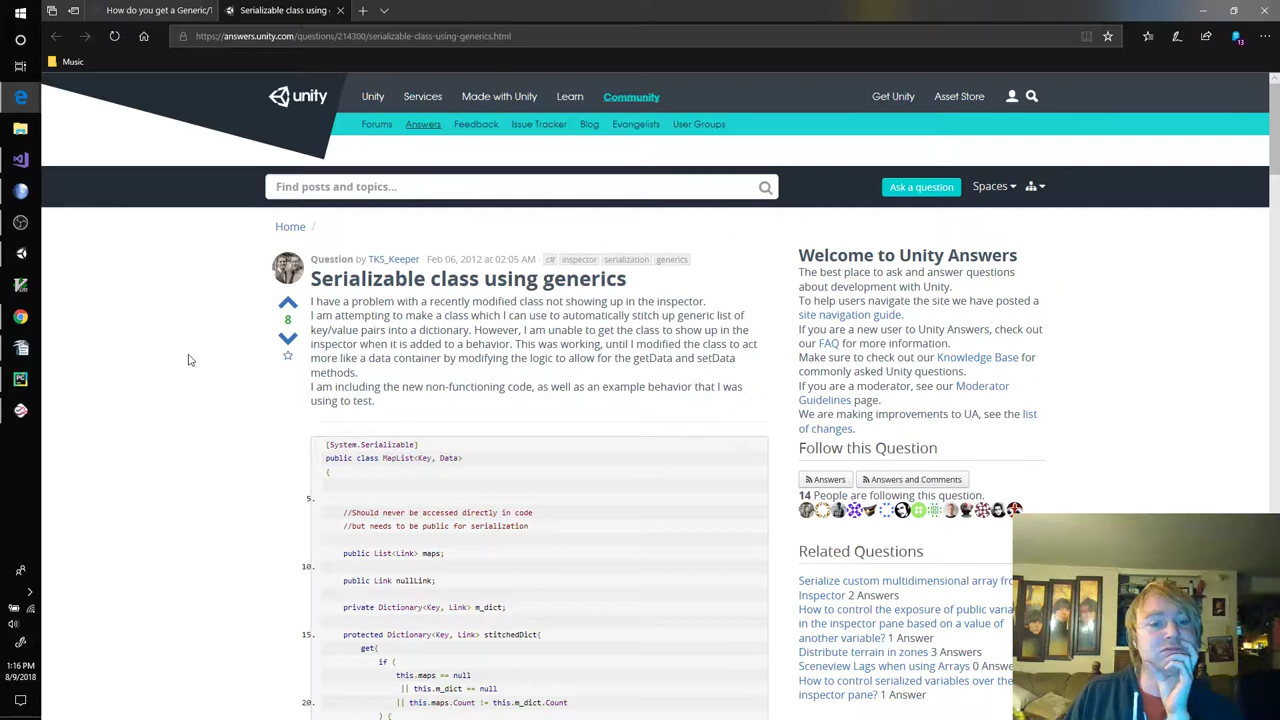 How do you get a Generic/T
Serializable class using
https://answers.unity.com/questions/214300/serializable-class-using-generics.html
Music
unity
Unity
Services
Made with Unity
Learn
Community
Get Unity
Asset Store
Forums
Answers
Feedback
Issue Tracker
Blog
Evangelists
User Groups
Find posts and topics...
Ask a question
Spaces
Home /
Question by TKS_Keeper · Feb 06, 2012 at 02:05 AM · c# inspector serialization generics
Serializable class using generics
8
I have a problem with a recently modified class not showing up in the inspector.
I am attempting to make a class which I can use to automatically stitch up generic list of
key/value pairs into a dictionary. However, I am unable to get the class to show up in the
inspector when it is added to a behavior. This was working, until I modified the class to act
more like a data container by modifying the logic to allow for the getData and setData
methods.
I am including the new non-functioning code, as well as an example behavior that I was
using to test.
[System.Serializable]
public class MapList<Key, Data>
{
5.
//Should never be accessed directly in code
//but needs to be public for serialization
public List<Link> maps;
10.
public Link nullLink;
private Dictionary<Key, Link> m_dict;
15.
protected Dictionary<Key, Link> stitchedDict{
get{
if (
this.maps == null
|| this.m_dict == null
20.
|| this.maps.Count != this.m_dict.Count
) {
Welcome to Unity Answers
The best place to ask and answer questions
about development with Unity.
To help users navigate the site we have posted a
site navigation guide.
If you are a new user to Unity Answers, check out
our FAQ for more information.
Make sure to check out our Knowledge Base for
commonly asked Unity questions.
If you are a moderator, see our Moderator
Guidelines page.
We are making improvements to UA, see the list
of changes.
Follow this Question
Answers
Answers and Comments
14 People are following this question.
Related Questions
Serialize custom multidimensional array fro
Inspector 2 Answers
How to control the exposure of public varia
in the inspector pane based on a value of
another variable? 1 Answer
Distribute terrain in zones 3 Answers
Sceneview Lags when using Arrays 0 Answe
How to control serialized variables over the
inspector pane? 1 Answer
13
PC
1:16 PM
8/9/2018